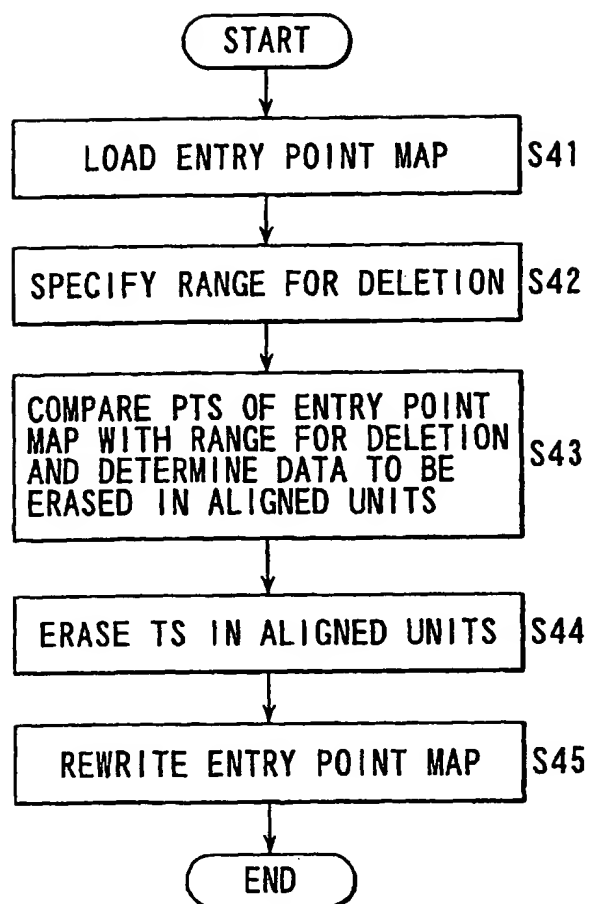 START
LOAD ENTRY POINT MAP
S41
SPECIFY RANGE FOR DELETION
S42
COMPARE PTS OF ENTRY POINT
MAP WITH RANGE FOR DELETION
AND DETERMINE DATA TO BE
ERASED IN ALIGNED UNITS
S43
ERASE TS IN ALIGNED UNITS
S44
REWRITE ENTRY POINT MAP
S45
END